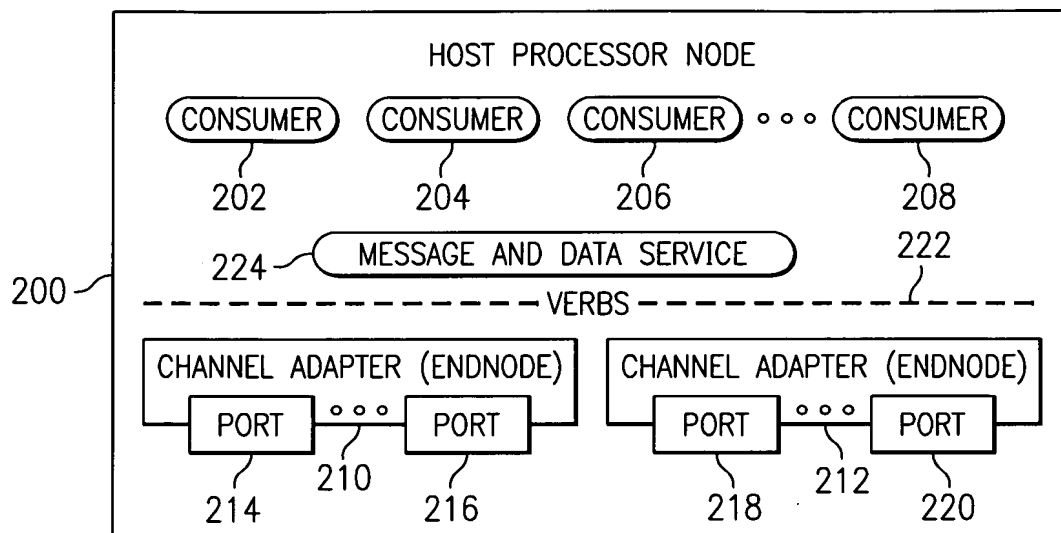 HOST PROCESSOR NODE
CONSUMER CONSUMER CONSUMER CONSUMER
202 204 206 208
MESSAGE AND DATA SERVICE
224 222
200
VERBS
CHANNEL ADAPTER (ENDNODE) CHANNEL ADAPTER (ENDNODE)
PORT PORT PORT PORT
214 210 216 218 212 220